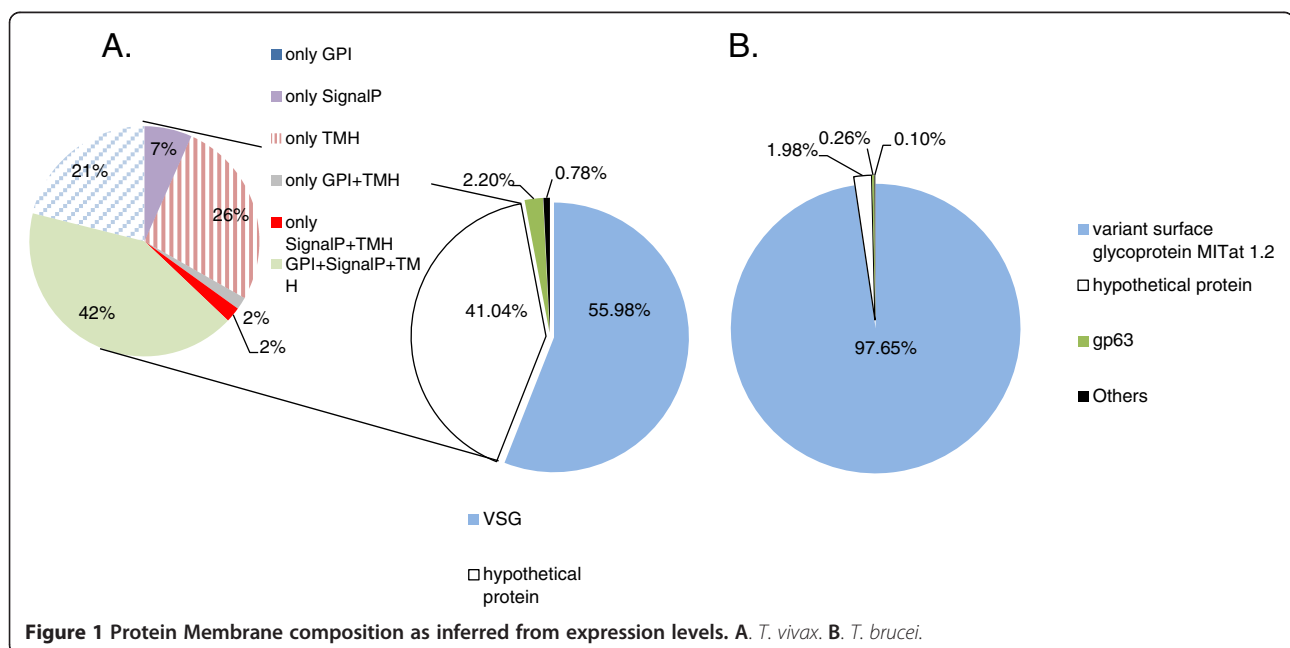 A.
B.
only GPI
only SignalP
only TMH
only GPI+TMH
only
SignalP+TMH
GPI+SignalP+TM
H
7%
21%
26%
42%
2%
2%
2.20%
0.78%
41.04%
55.98%
VSG
hypothetical
protein
1.98%
0.26%
0.10%
97.65%
variant surface
glycoprotein MITat 1.2
hypothetical protein
gp63
Others
Figure 1 Protein Membrane composition as inferred from expression levels. A. T. vivax. B. T. brucei.